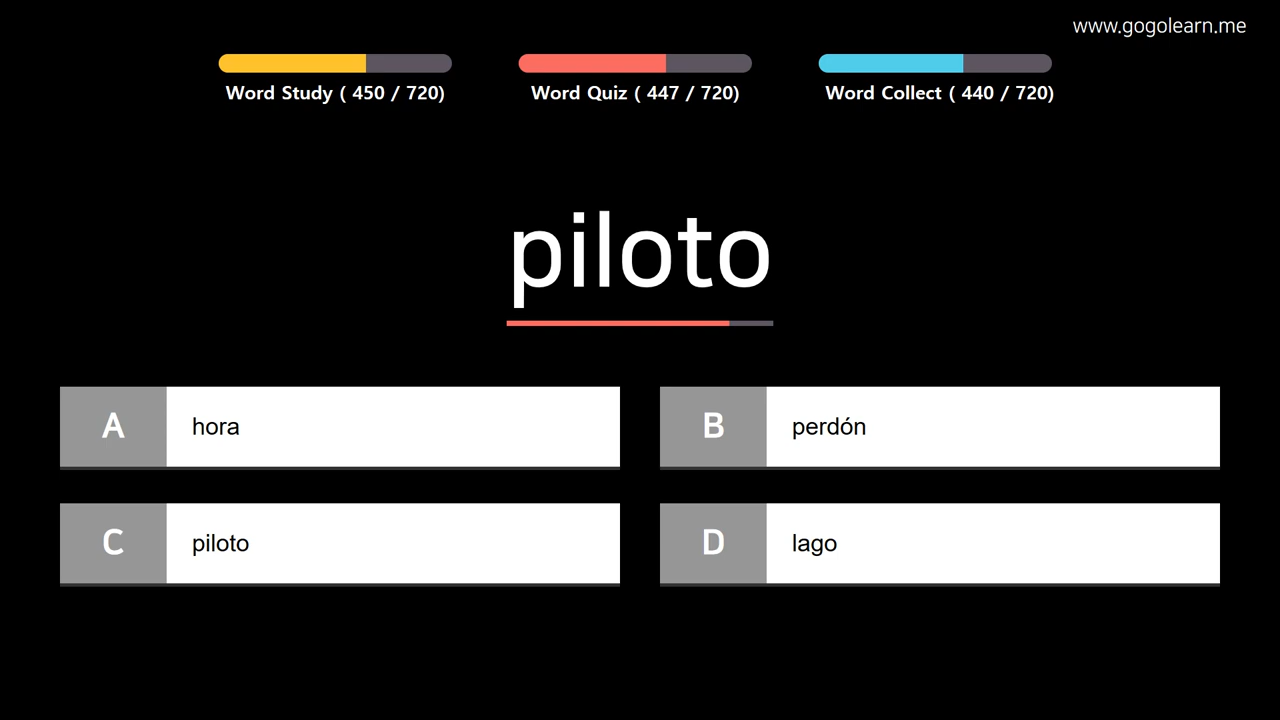 www.gogolearn.me
Word Study ( 450 / 720)
Word Quiz ( 447 / 720)
Word Collect ( 440 / 720)
piloto
A hora
B perdón
C piloto
D lago